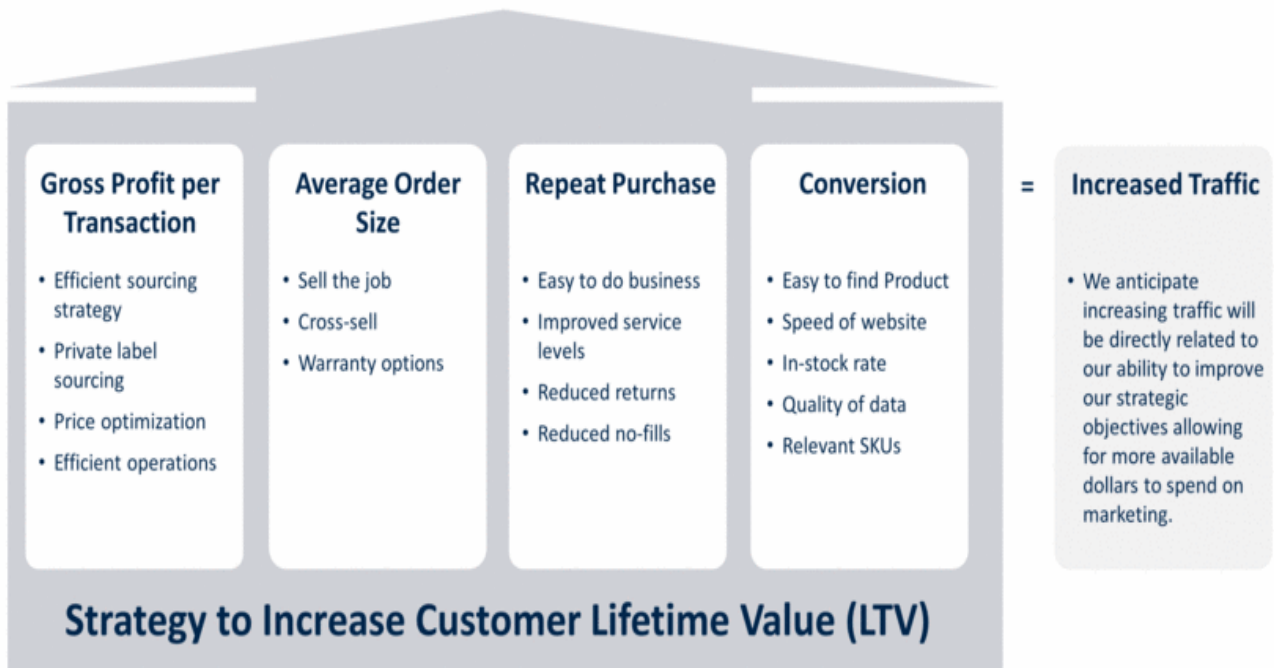 Gross Profit per
Transaction
• Efficient sourcing
strategy
• Private label
sourcing
• Price optimization
• Efficient operations
Average Order
Size
• Sell the job
• Cross-sell
• Warranty options
Repeat Purchase
• Easy to do business
• Improved service
levels
• Reduced returns
• Reduced no-fills
Conversion
• Easy to find Product
• Speed of website
• In-stock rate
• Quality of data
• Relevant SKUs
=
Increased Traffic
• We anticipate
increasing traffic will
be directly related to
our ability to improve
our strategic
objectives allowing
for more available
dollars to spend on
marketing.
Strategy to Increase Customer Lifetime Value (LTV)